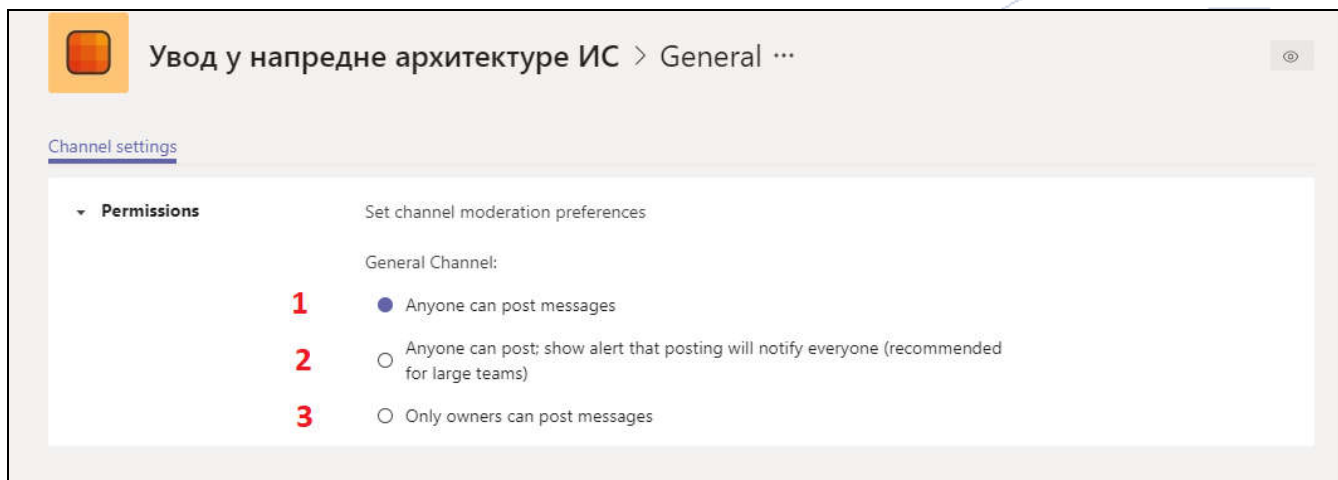 Увод у напредне архитектуре ИС > General ···
Channel settings
Permissions
Set channel moderation preferences
General Channel:
1 Anyone can post messages
2 Anyone can post; show alert that posting will notify everyone (recommended
for large teams)
3 Only owners can post messages